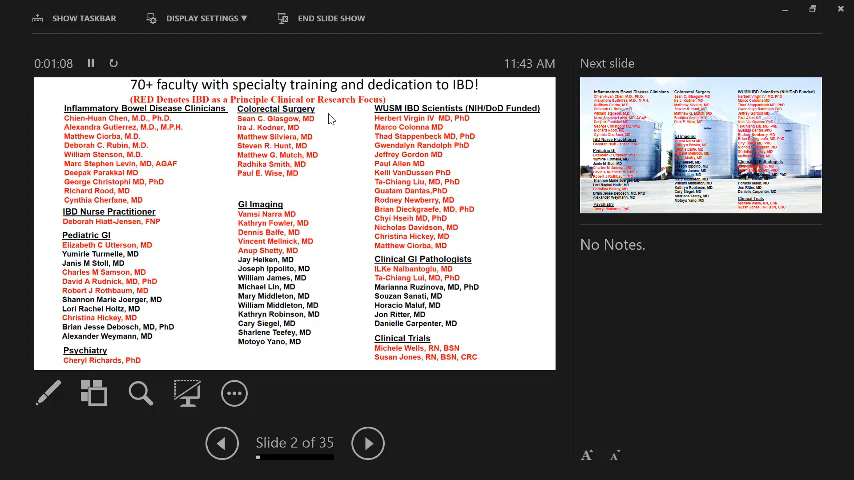 SHOW TASKBAR
DISPLAY SETTINGS ▼
END SLIDE SHOW
0:01:08
11:43 AM
Next slide
70+ faculty with specialty training and dedication to IBD!
(RED Denotes IBD as a Principle Clinical or Research Focus)
Inflammatory Bowel Disease Clinicians
Chien-Huan Chen, M.D., Ph.D.
Alexandra Gutierrez, M.D., M.P.H.
Matthew Ciorba, M.D.
Deborah C. Rubin, M.D.
William Stenson, M.D.
Marc Stephen Levin, MD, AGAF
Deepak Parakkal MD
George Christophi MD, PhD
Richard Rood, MD
Cynthia Cherfane, MD
IBD Nurse Practitioner
Deborah Hiatt-Jensen, FNP
Pediatric GI
Elizabeth C Utterson, MD
Yumirle Turmelle, MD
Janis M Stoll, MD
Charles M Samson, MD
David A Rudnick, MD, PhD
Robert J Rothbaum, MD
Shannon Marie Joerger, MD
Lori Rachel Holtz, MD
Christina Hickey, MD
Brian Jesse Debosch, MD, PhD
Alexander Weymann, MD
Psychiatry
Cheryl Richards, PhD
Colorectal Surgery
Sean C. Glasgow, MD
Ira J. Kodner, MD
Matthew Silviera, MD
Steven R. Hunt, MD
Matthew G. Mutch, MD
Radhika Smith, MD
Paul E. Wise, MD
GI Imaging
Vamsi Narra MD
Kathryn Fowler, MD
Dennis Balfe, MD
Vincent Mellnick, MD
Anup Shetty, MD
Jay Heiken, MD
Joseph Ippolito, MD
William James, MD
Michael Lin, MD
Mary Middleton, MD
William Middleton, MD
Kathryn Robinson, MD
Cary Siegel, MD
Sharlene Teefey, MD
Motoyo Yano, MD
WUSM IBD Scientists (NIH/DoD Funded)
Herbert Virgin IV MD, PhD
Marco Colonna MD
Thad Stappenbeck MD, PhD
Gwendalyn Randolph PhD
Jeffrey Gordon MD
Paul Allen MD
Kelli VanDussen PhD
Ta-Chiang Liu, MD, PhD
Guatam Dantas,PhD
Rodney Newberry, MD
Brian Dieckgraefe, MD, PhD
Chyi Hseih MD, PhD
Nicholas Davidson, MD
Christina Hickey, MD
Matthew Ciorba, MD
Clinical GI Pathologists
ILKe Nalbantoglu, MD
Ta-Chiang Lui, MD, PhD
Marianna Ruzinova, MD, PhD
Souzan Sanati, MD
Horacio Maluf, MD
Jon Ritter, MD
Danielle Carpenter, MD
Clinical Trials
Michele Wells, RN, BSN
Susan Jones, RN, BSN, CRC
No Notes.
Slide 2 of 35
A
A